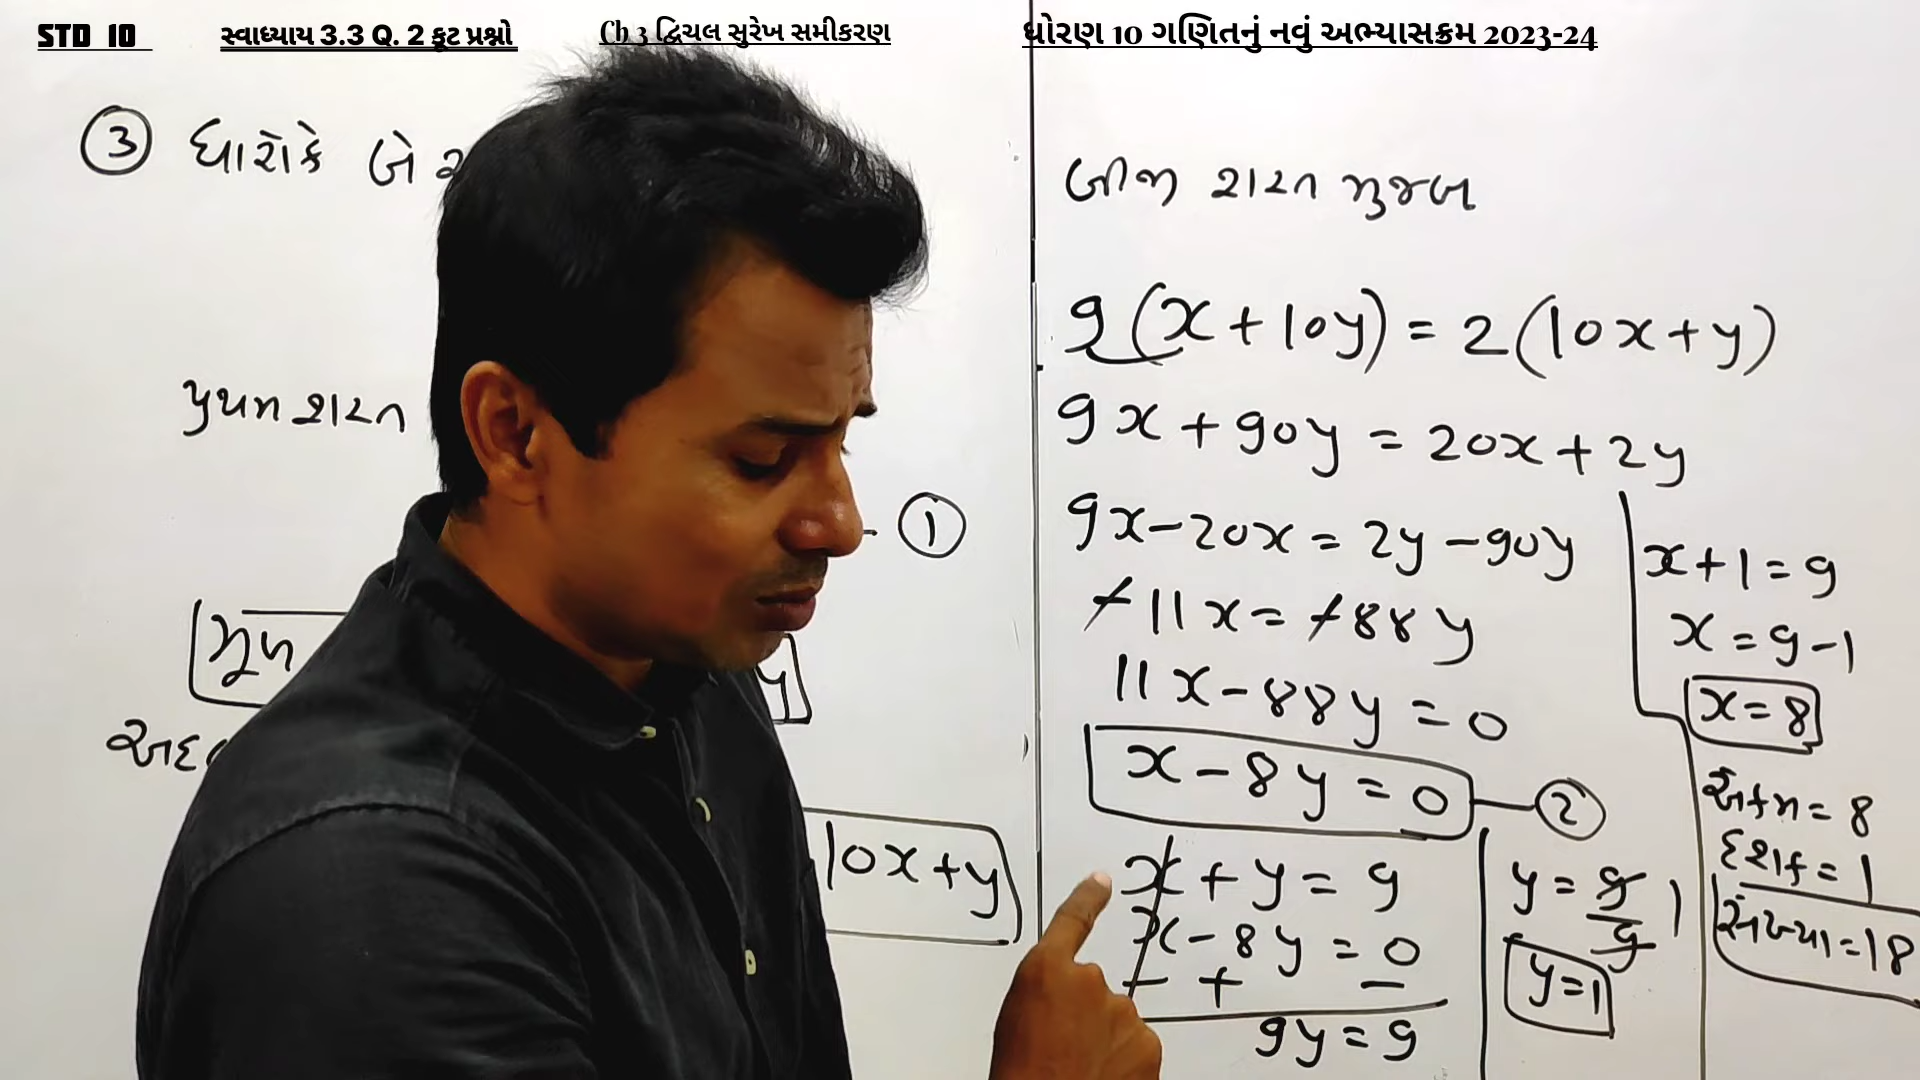 STD 10
સ્વાધ્યાય 3.3 Q. 2 કૂટ પ્રશ્નો
Ch 3 દ્વિચલ સુરેખ સમીકરણ
ધોરણ 10 ગણિતનું નવું અભ્યાસક્રમ 2023-24
③ ધારોકે બે
પ્રથમ શરત
①
મૂળ
y
10x+y
બીજી શરત મુજબ
9(x+10y)=2(10x+y)
9x+90y=20x+2y
9x-20x=2y-90y
-11x=-88y
11x-88y=0
x-8y=0 — ②
x+y=9
x-8y=0
- + -
9y=9
y=9/9 1
y=1
x+1=9
x=9-1
x=8
એકમ=8
દશક=1
સંખ્યા=18